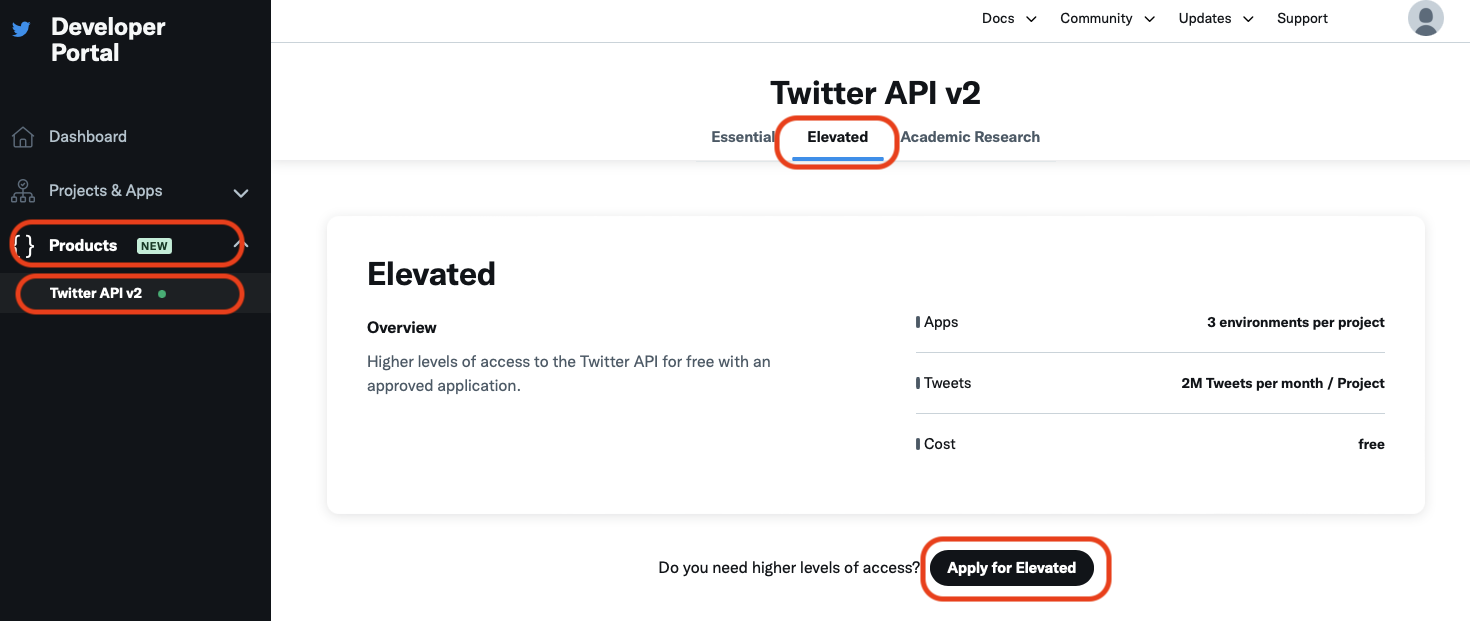 Developer
Portal
Dashboard
Projects & Apps
Products NEW
Twitter API v2
Docs Community Updates Support
Twitter API v2
Essential Elevated Academic Research
Elevated
Overview
Higher levels of access to the Twitter API for free with an
approved application.
Apps 3 environments per project
Tweets 2M Tweets per month / Project
Cost free
Do you need higher levels of access? Apply for Elevated